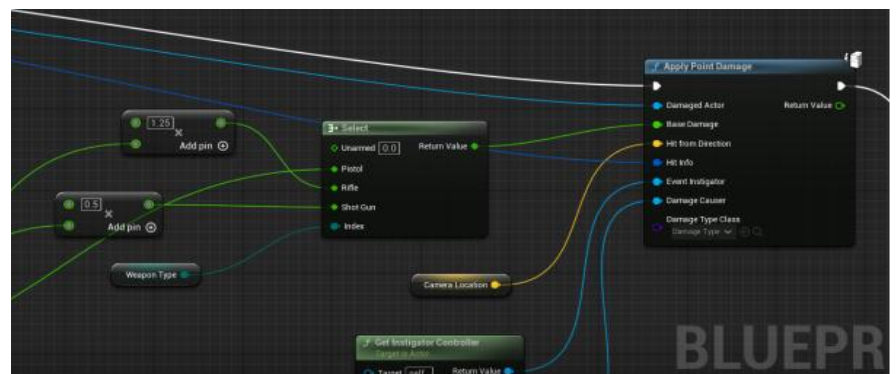 Apply Point Damage
Damaged Actor
Return Value
Base Damage
Hit from Direction
Hit Info
Event Instigator
Damage Causer
Damage Type Class
Damage Type
Select
Unarmed 0.0
Return Value
Pistol
Rifle
Shot Gun
Index
1.25
×
Add pin
0.5
×
Add pin
Weapon Type
Camera Location
Get Instigator Controller
Target is Actor
Target self
Return Value
BLUEPR